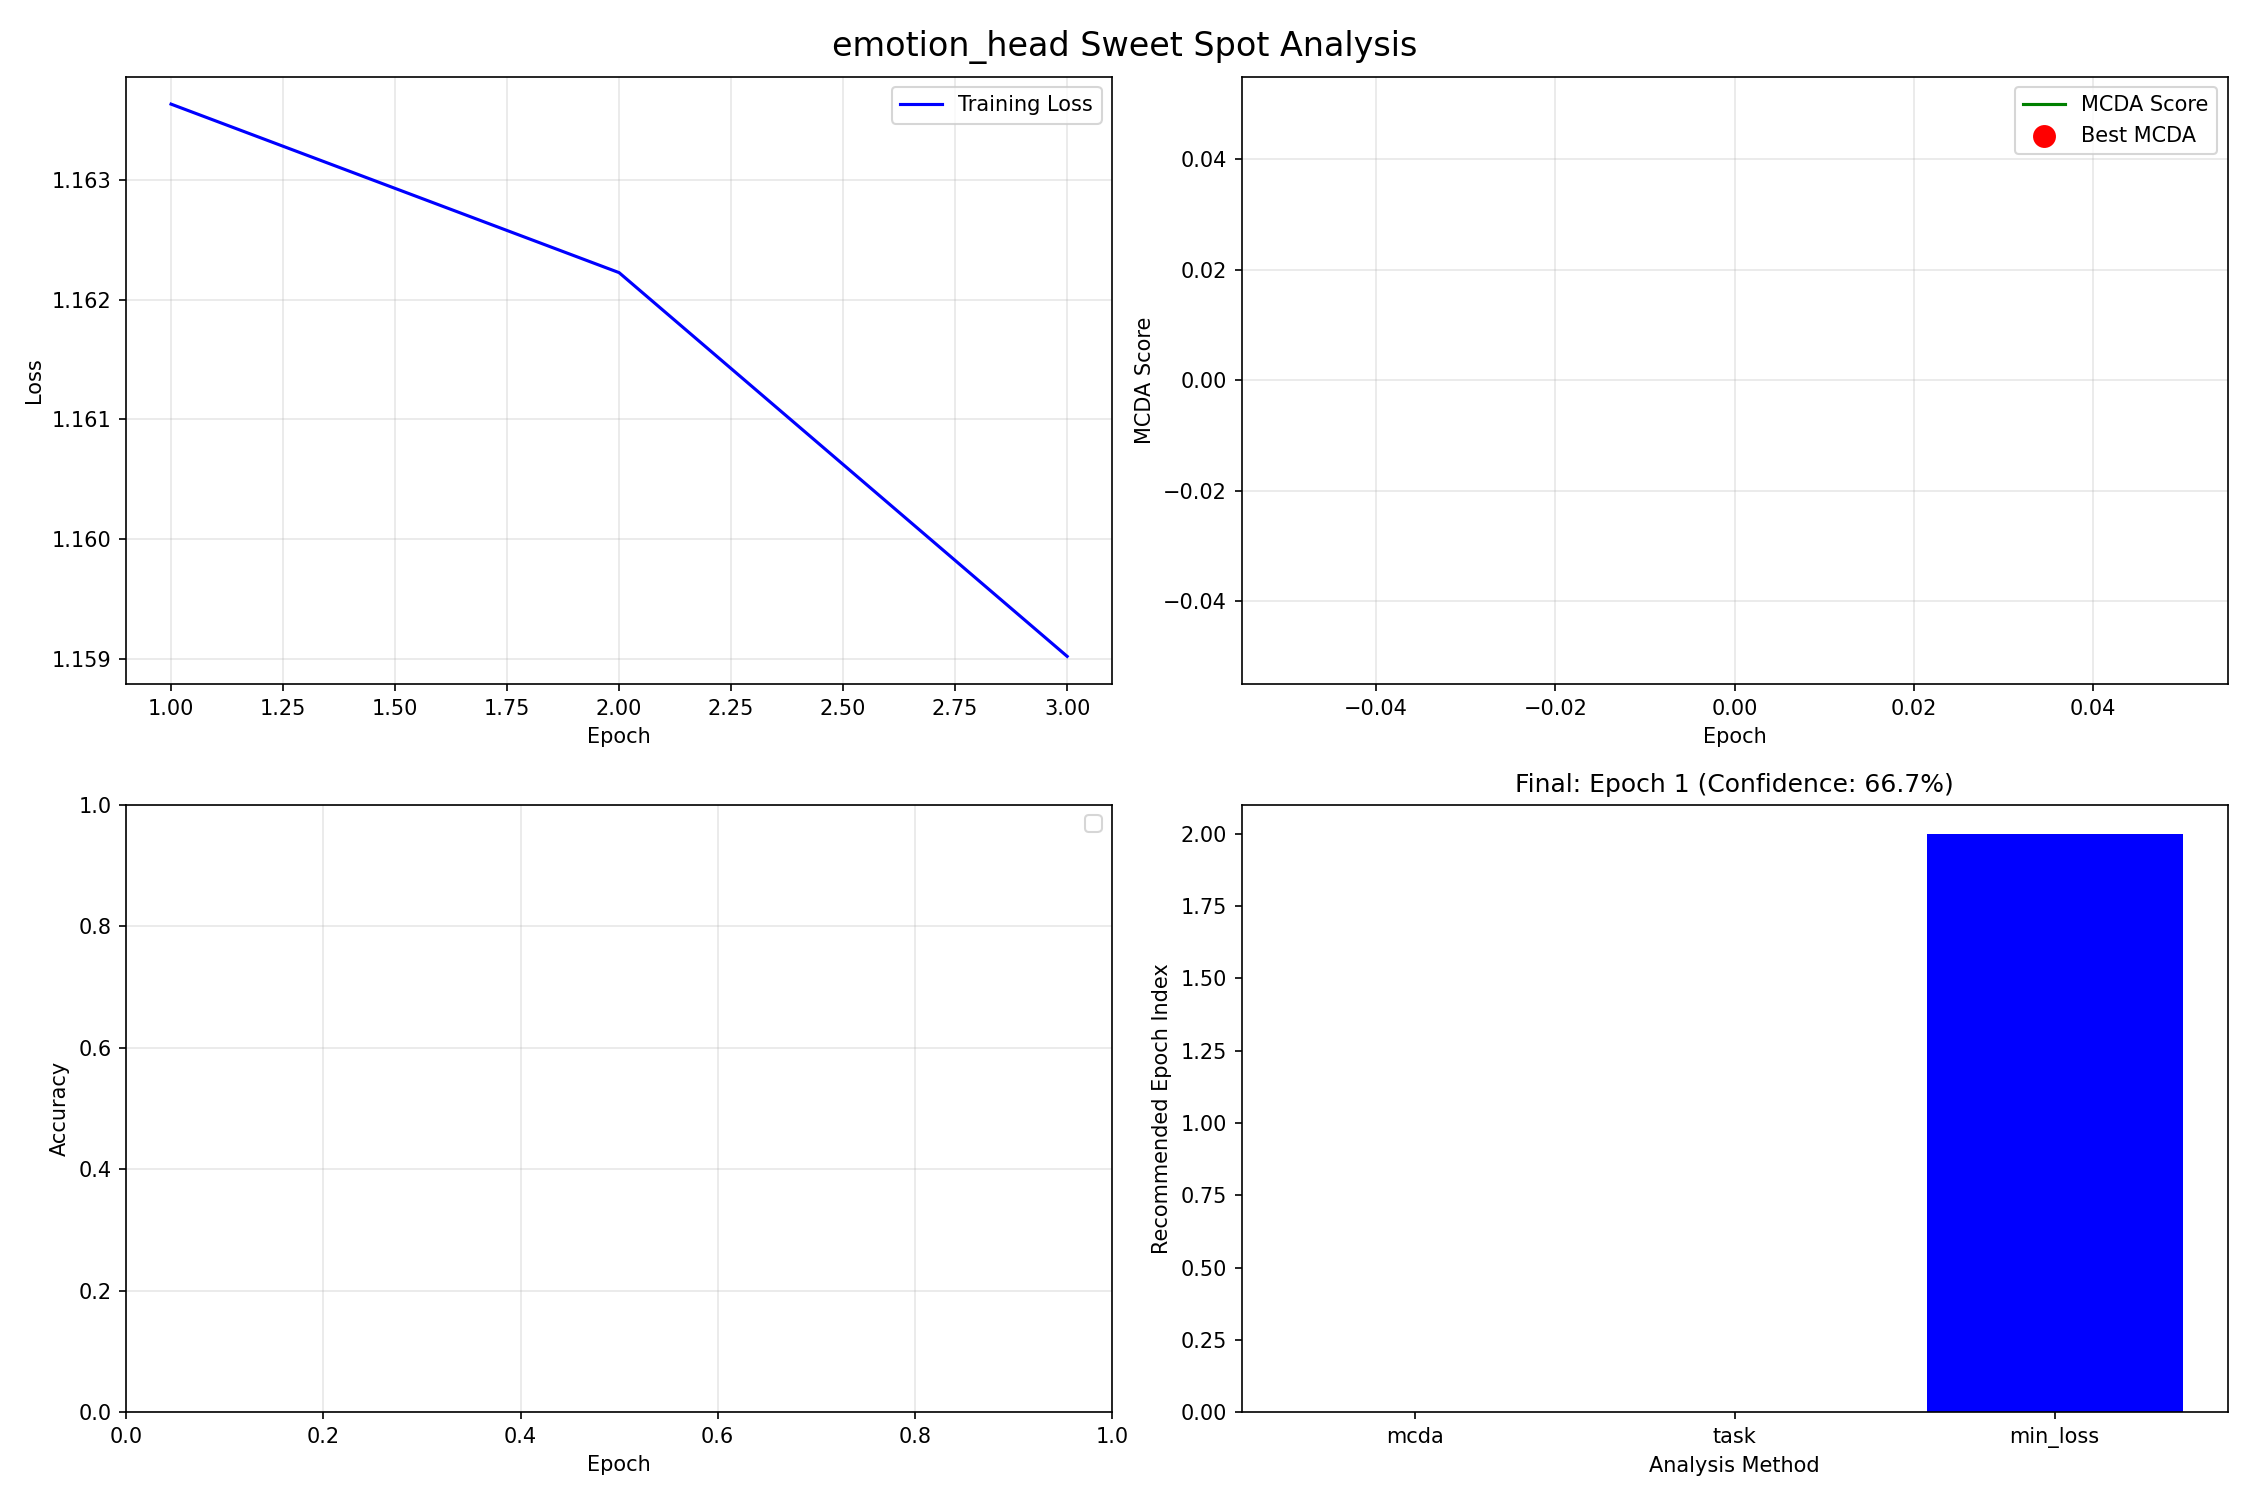 emotion_head Sweet Spot Analysis
Training Loss
1.163
1.162
1.161
1.160
1.159
Loss
1.00 1.25 1.50 1.75 2.00 2.25 2.50 2.75 3.00
Epoch
MCDA Score
Best MCDA
0.04
0.02
0.00
−0.02
−0.04
MCDA Score
−0.04 −0.02 0.00 0.02 0.04
Epoch
1.0
0.8
0.6
0.4
0.2
0.0
Accuracy
0.0 0.2 0.4 0.6 0.8 1.0
Epoch
Final: Epoch 1 (Confidence: 66.7%)
2.00
1.75
1.50
1.25
1.00
0.75
0.50
0.25
0.00
Recommended Epoch Index
mcda task min_loss
Analysis Method